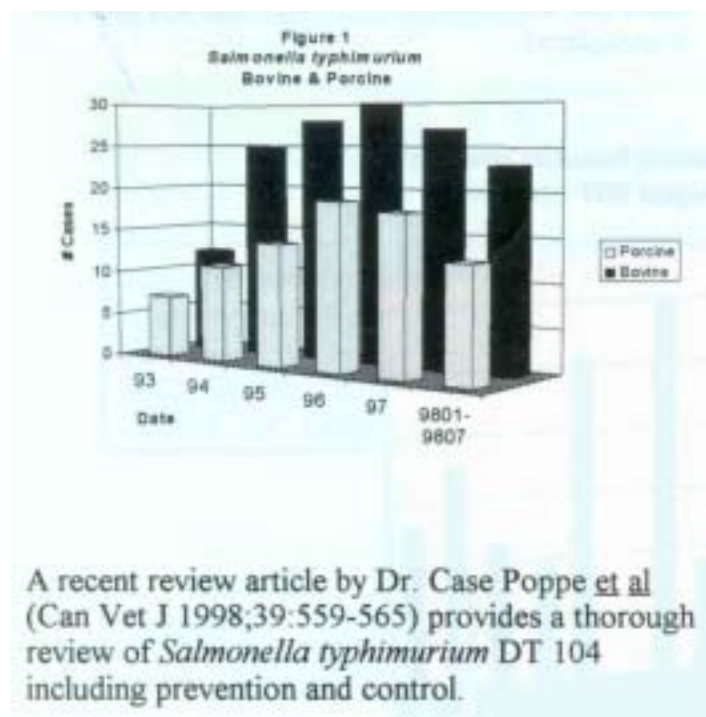 Figure 1
Salmonella typhimurium
Bovine & Porcine
30
25
20
15
10
5
0
# Cases
Porcine
Bovine
93
94
95
96
97
9801-
9807
Date
A recent review article by Dr. Case Poppe et al
(Can Vet J 1998;39:559-565) provides a thorough
review of Salmonella typhimurium DT 104
including prevention and control.